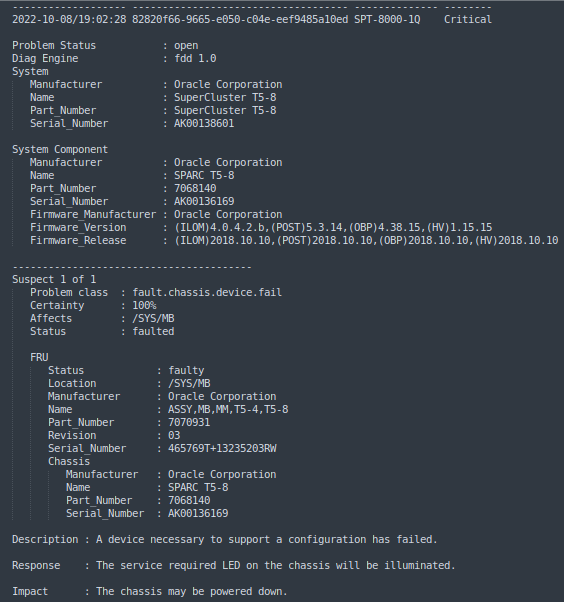 ------------------- ------------------------------------ -------------- --------
2022-10-08/19:02:28 82820f66-9665-e050-c04e-eef9485a10ed SPT-8000-1Q    Critical

Problem Status           : open
Diag Engine              : fdd 1.0
System
   Manufacturer          : Oracle Corporation
   Name                  : SuperCluster T5-8
   Part_Number           : SuperCluster T5-8
   Serial_Number         : AK00138601

System Component
   Manufacturer          : Oracle Corporation
   Name                  : SPARC T5-8
   Part_Number           : 7068140
   Serial_Number         : AK00136169
   Firmware_Manufacturer : Oracle Corporation
   Firmware_Version      : (ILOM)4.0.4.2.b,(POST)5.3.14,(OBP)4.38.15,(HV)1.15.15
   Firmware_Release      : (ILOM)2018.10.10,(POST)2018.10.10,(OBP)2018.10.10,(HV)2018.10.10

----------------------------------------
Suspect 1 of 1
   Problem class  : fault.chassis.device.fail
   Certainty      : 100%
   Affects        : /SYS/MB
   Status         : faulted

   FRU
      Status            : faulty
      Location          : /SYS/MB
      Manufacturer      : Oracle Corporation
      Name              : ASSY,MB,MM,T5-4,T5-8
      Part_Number       : 7070931
      Revision          : 03
      Serial_Number     : 465769T+13235203RW
      Chassis
         Manufacturer   : Oracle Corporation
         Name           : SPARC T5-8
         Part_Number    : 7068140
         Serial_Number  : AK00136169

Description : A device necessary to support a configuration has failed.

Response    : The service required LED on the chassis will be illuminated.

Impact      : The chassis may be powered down.